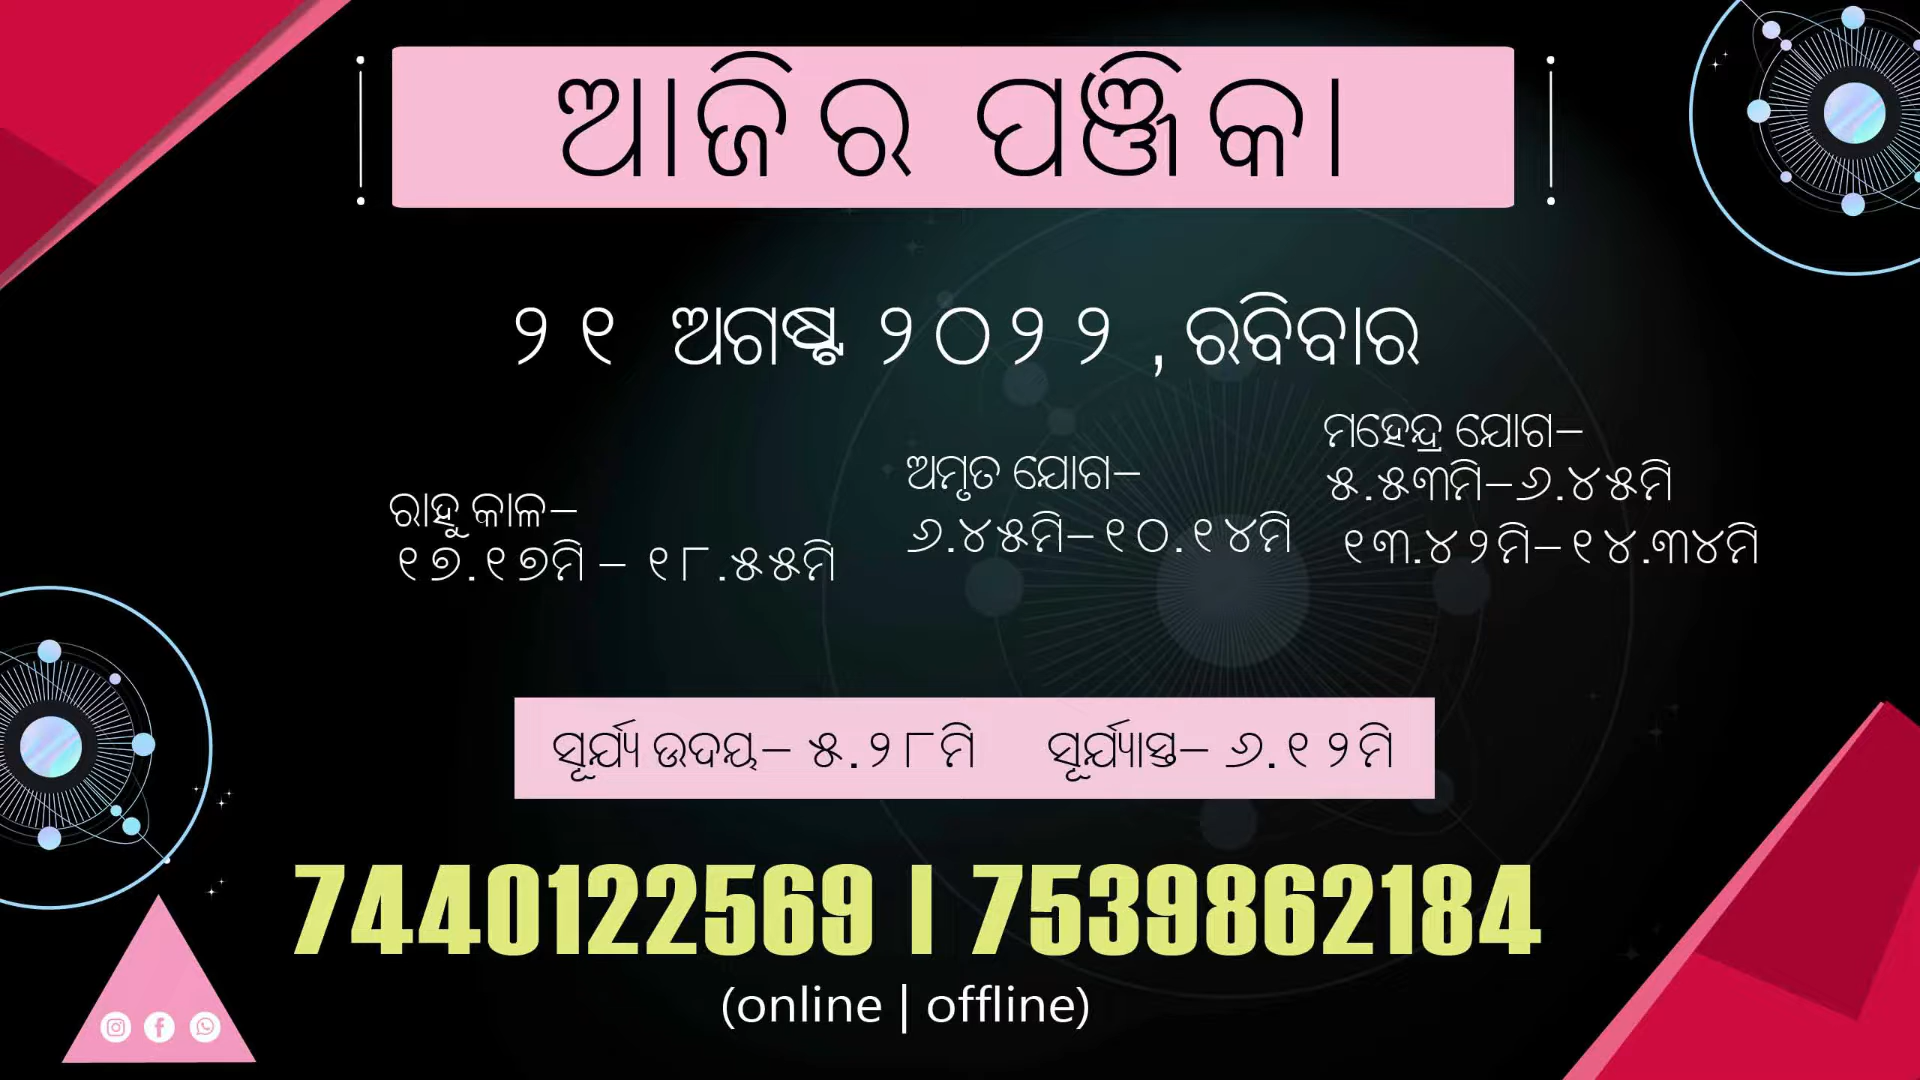 ଆଜିର ପଞ୍ଜିକା
୨୧ ଅଗଷ୍ଟ ୨୦୨୨ , ରବିବାର
ରାହୁ କାଳ–
୧୭.୧୭ମି – ୧୮.୫୫ମି
ଅମୃତ ଯୋଗ–
୬.୪୫ମି–୧୦.୧୪ମି
ମହେନ୍ଦ୍ର ଯୋଗ–
୫.୫୩ମି–୬.୪୫ମି
୧୩.୪୨ମି–୧୪.୩୪ମି
ସୂର୍ଯ୍ୟ ଉଦୟ– ୫.୨୮ମି ସୂର୍ଯ୍ୟାସ୍ତ– ୬.୧୨ମି
7440122569 | 7539862184
(online | offline)